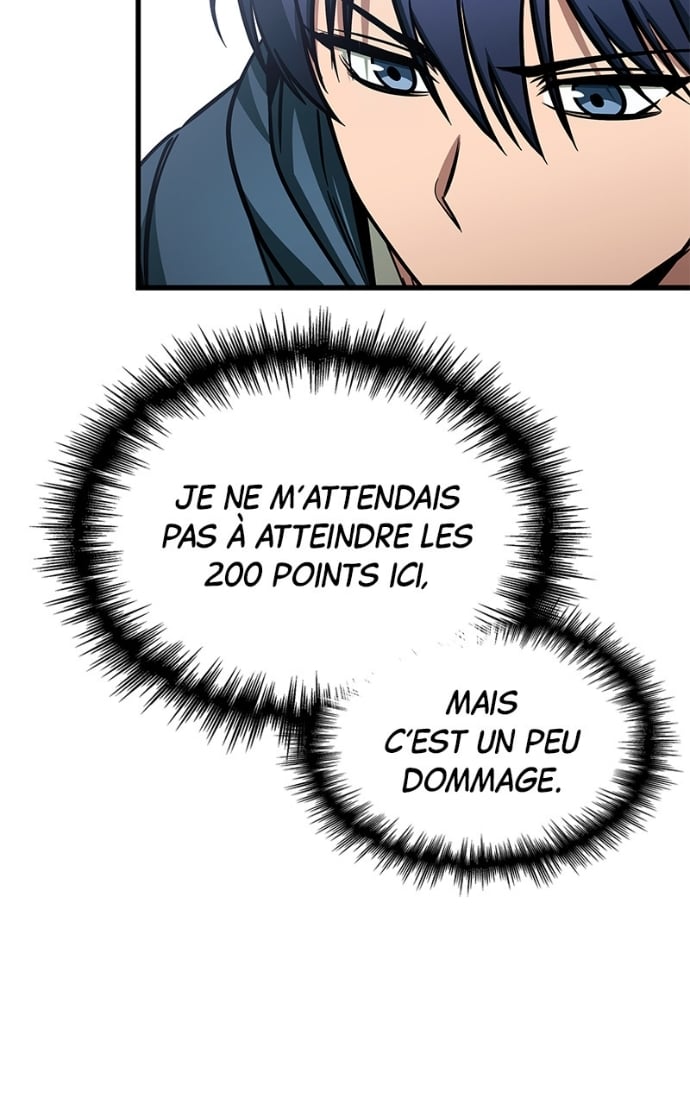 JE NE M'ATTENDAIS
PAS À ATTEINDRE LES
200 POINTS ICI,
MAIS
C'EST UN PEU
DOMMAGE.